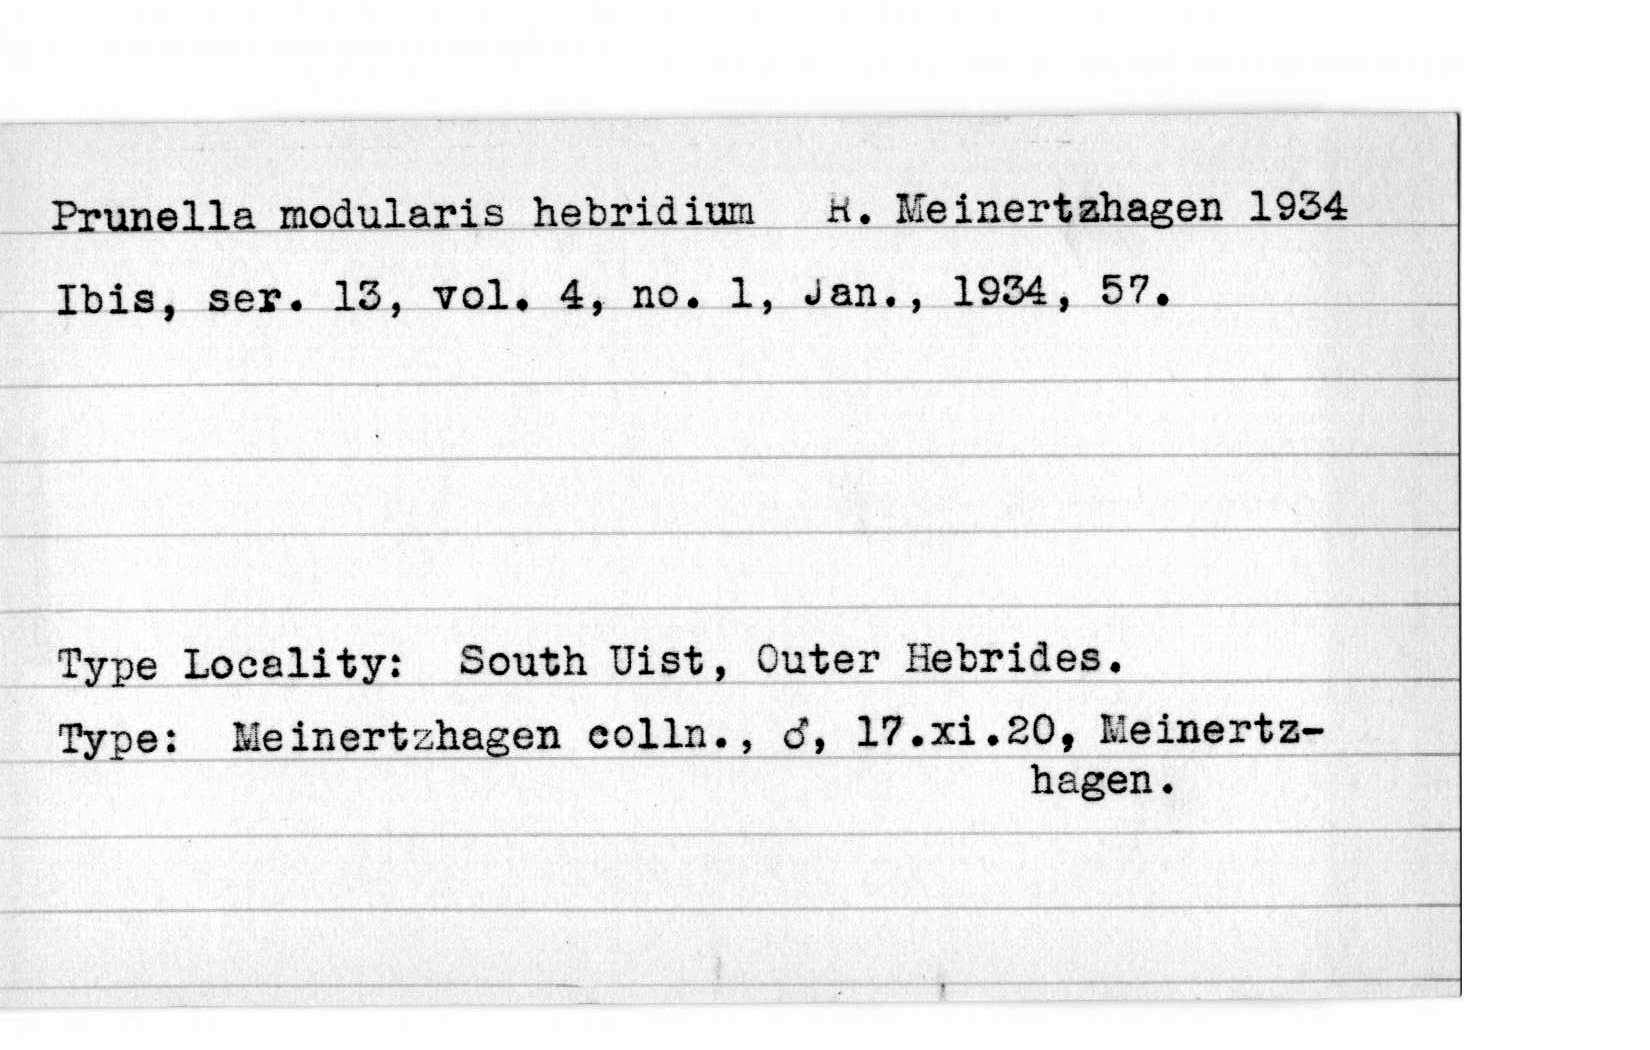 Prunella modularis hebridium R. Meinertzhagen 1934
Ibis, ser. 13, vol. 4, no. 1, Jan., 1934, 57.
Type Locality: South Uist, Outer Hebrides.
Type: Meinertzhagen colln., ♂, 17.xi.20, Meinertz-
hagen.